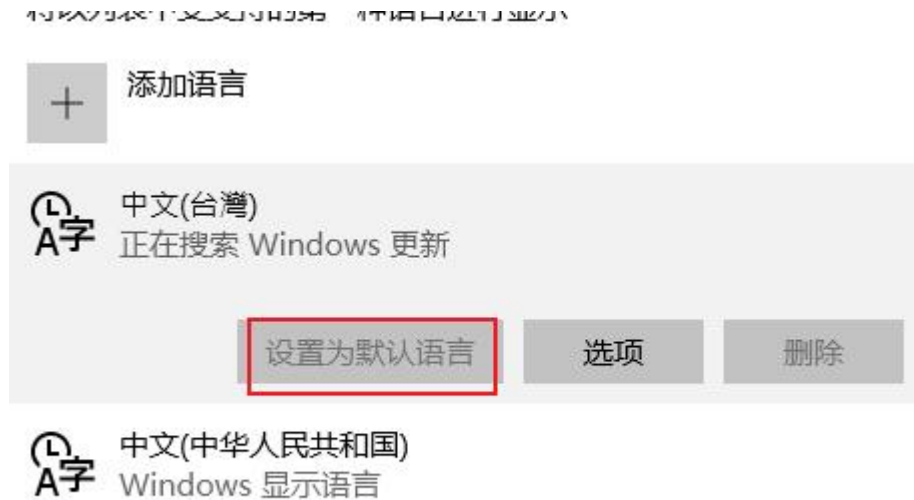 添加语言
中文(台灣)
正在搜索 Windows 更新
设置为默认语言 选项 删除
中文(中华人民共和国)
Windows 显示语言